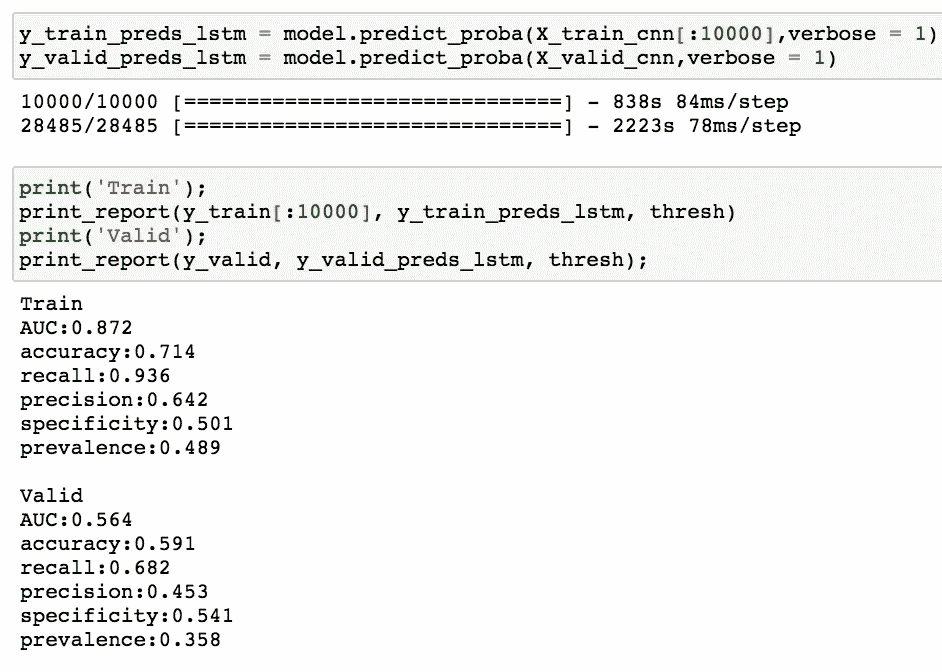 y_train_preds_lstm = model.predict_proba(X_train_cnn[:10000],verbose = 1)
y_valid_preds_lstm = model.predict_proba(X_valid_cnn,verbose = 1)
10000/10000 [==============================] - 838s 84ms/step
28485/28485 [==============================] - 2223s 78ms/step
print('Train');
print_report(y_train[:10000], y_train_preds_lstm, thresh)
print('Valid');
print_report(y_valid, y_valid_preds_lstm, thresh);
Train
AUC:0.872
accuracy:0.714
recall:0.936
precision:0.642
specificity:0.501
prevalence:0.489
Valid
AUC:0.564
accuracy:0.591
recall:0.682
precision:0.453
specificity:0.541
prevalence:0.358